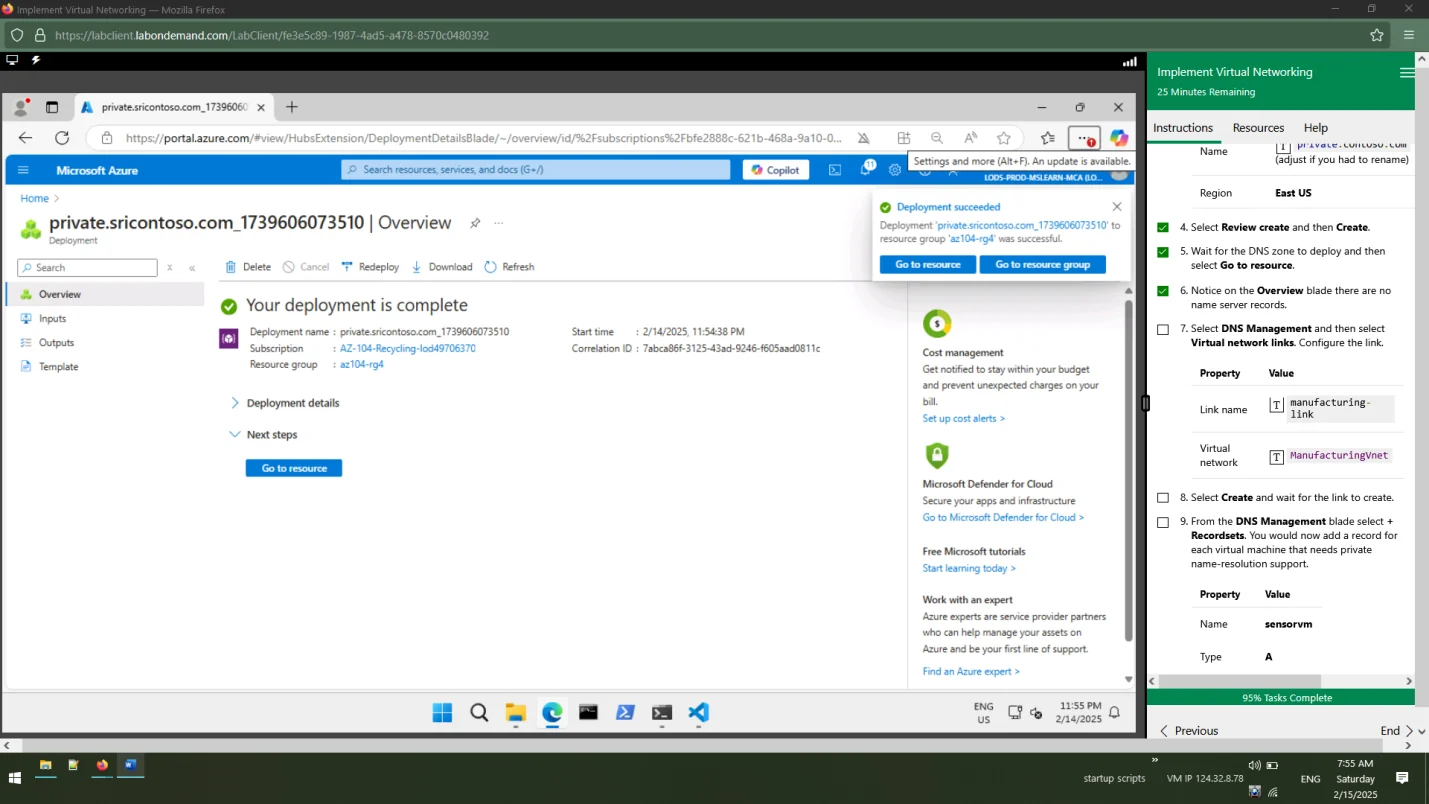 Implement Virtual Networking — Mozilla Firefox
https://labclient.labondemand.com/LabClient/fe3e5c89-1987-4ad5-a478-8570c0480392
private.sricontoso.com_1739606
https://portal.azure.com/#view/HubsExtension/DeploymentDetailsBlade/~/overview/id/%2Fsubscriptions%2Fbfe2888c-621b-468a-9a10-0...
Settings and more (Alt+F). An update is available.
Microsoft Azure
Search resources, services, and docs (G+/)
Copilot
11
LODS-PROD-MSLEARN-MCA (LO...
Home >
private.sricontoso.com_1739606073510 | Overview
...
Deployment
Deployment succeeded
Deployment 'private.sricontoso.com_1739606073510' to
resource group 'az104-rg4' was successful.
Go to resource
Go to resource group
Search
Delete
Cancel
Redeploy
Download
Refresh
Overview
Inputs
Outputs
Template
Your deployment is complete
Deployment name : private.sricontoso.com_1739606073510
Subscription : AZ-104-Recycling-lod49706370
Resource group : az104-rg4
Start time : 2/14/2025, 11:54:38 PM
Correlation ID : 7abca86f-3125-43ad-9246-f605aad0811c
Deployment details
Next steps
Go to resource
Cost management
Get notified to stay within your budget
and prevent unexpected charges on your
bill.
Set up cost alerts >
Microsoft Defender for Cloud
Secure your apps and infrastructure
Go to Microsoft Defender for Cloud >
Free Microsoft tutorials
Start learning today >
Work with an expert
Azure experts are service provider partners
who can help manage your assets on
Azure and be your first line of support.
Find an Azure expert >
ENG
US
11:55 PM
2/14/2025
Implement Virtual Networking
25 Minutes Remaining
Instructions
Resources
Help
Name
private.contoso.com
(adjust if you had to rename)
Region
East US
4. Select Review create and then Create.
5. Wait for the DNS zone to deploy and then
select Go to resource.
6. Notice on the Overview blade there are no
name server records.
7. Select DNS Management and then select
Virtual network links. Configure the link.
Property Value
Link name
T manufacturing-
link
Virtual
network
T ManufacturingVnet
8. Select Create and wait for the link to create.
9. From the DNS Management blade select +
Recordsets. You would now add a record for
each virtual machine that needs private
name-resolution support.
Property Value
Name sensorvm
Type A
95% Tasks Complete
Previous
End
startup scripts
VM IP 124.32.8.78
ENG
7:55 AM
Saturday
2/15/2025